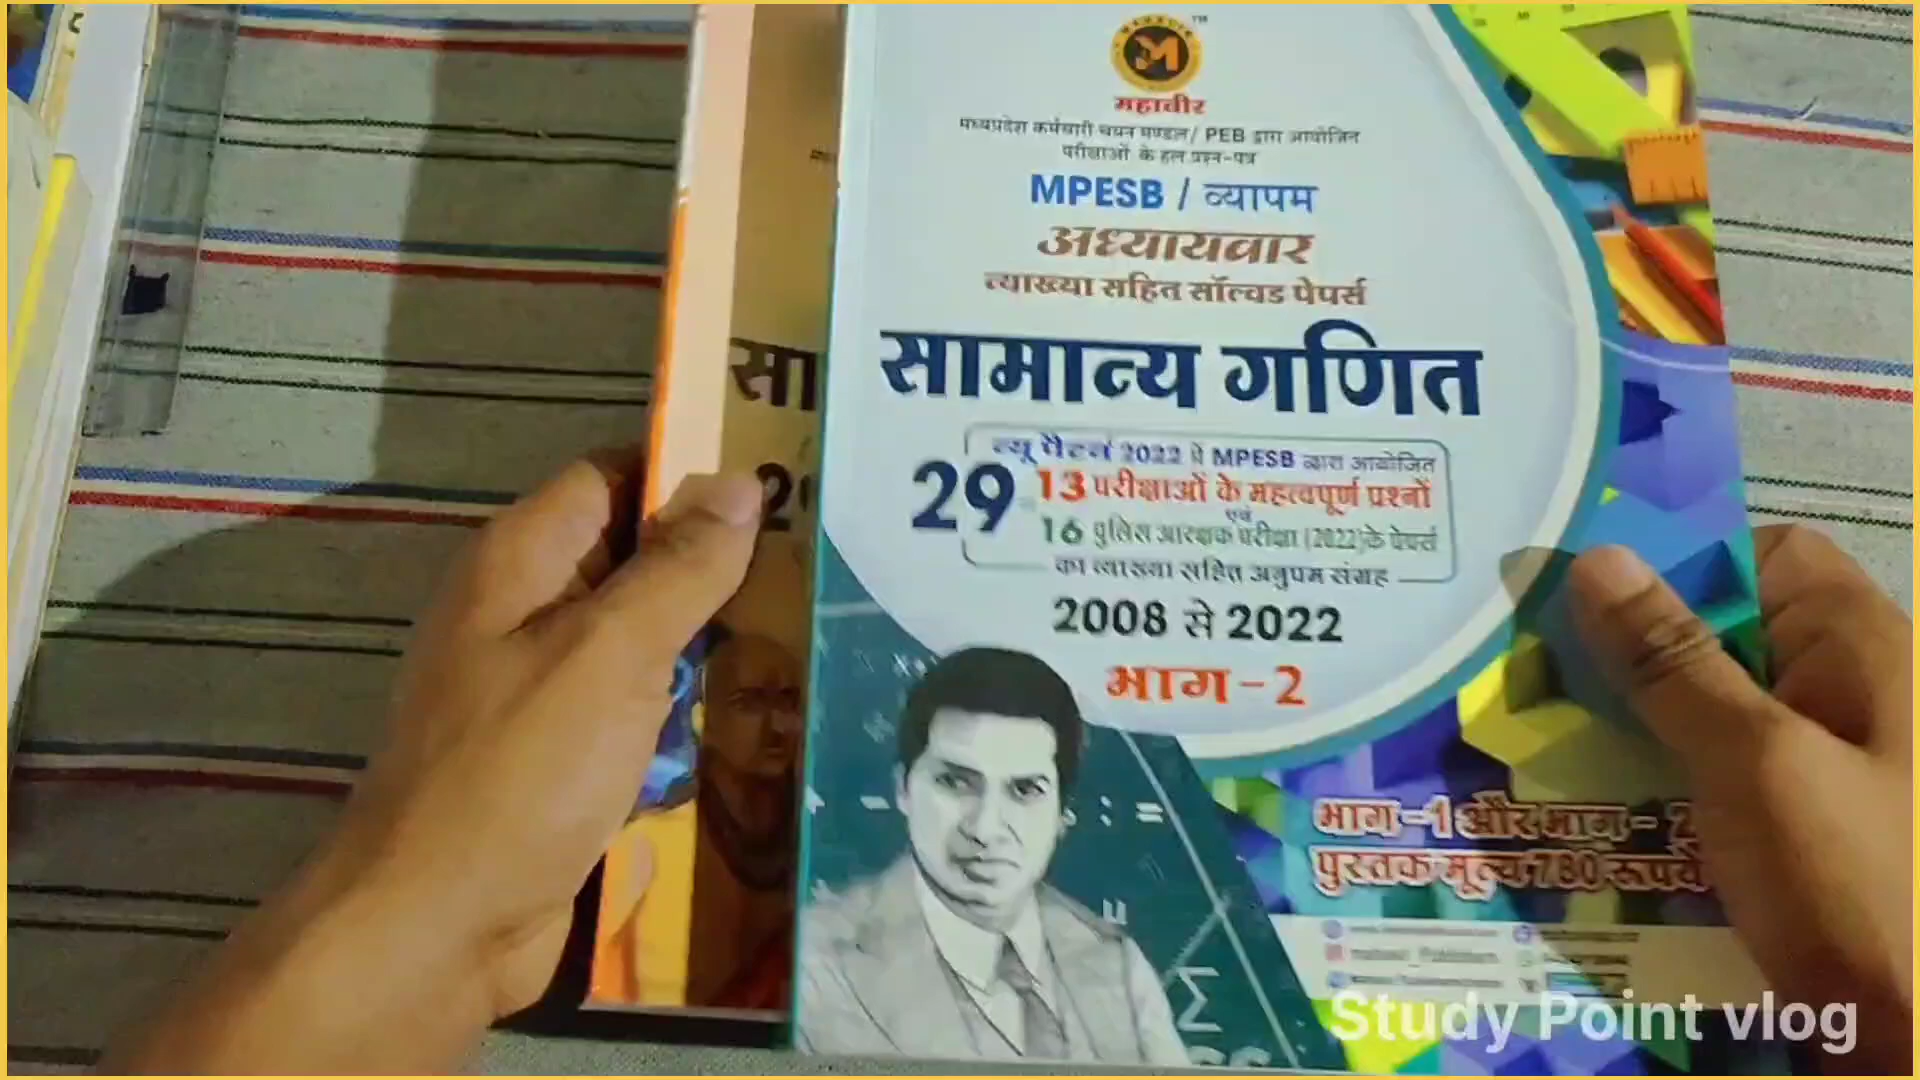 महावीर
मध्यप्रदेश कर्मचारी चयन मण्डल/ PEB द्वारा आयोजित
परीक्षाओं के हल प्रश्न-पत्र
MPESB / व्यापम
अध्यायवार
व्याख्या सहित सॉल्वड पेपर्स
सामान्य गणित
न्यू पैटर्न 2022 में MPESB द्वारा आयोजित
29 13 परीक्षाओं के महत्वपूर्ण प्रश्नों
एवं
16 पुलिस आरक्षक परीक्षा (2022) के पेपर्स
का व्याख्या सहित अनुपम संग्रह
2008 से 2022
भाग - 2
भाग -1 और भाग - 2
पुस्तक मूल्य 780 रूपये
सा
Study Point vlog